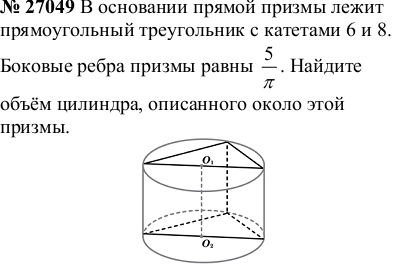 № 27049 В основании прямой призмы лежит
прямоугольный треугольник с катетами 6 и 8.
Боковые ребра призмы равны 5/π. Найдите
объём цилиндра, описанного около этой
призмы.
O₁
O₂